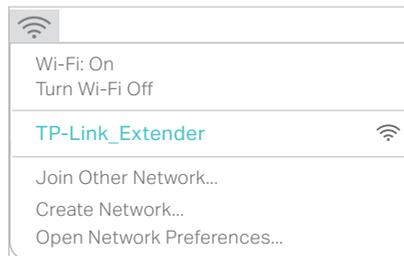 Wi-Fi: On
Turn Wi-Fi Off
TP-Link_Extender
Join Other Network...
Create Network...
Open Network Preferences...